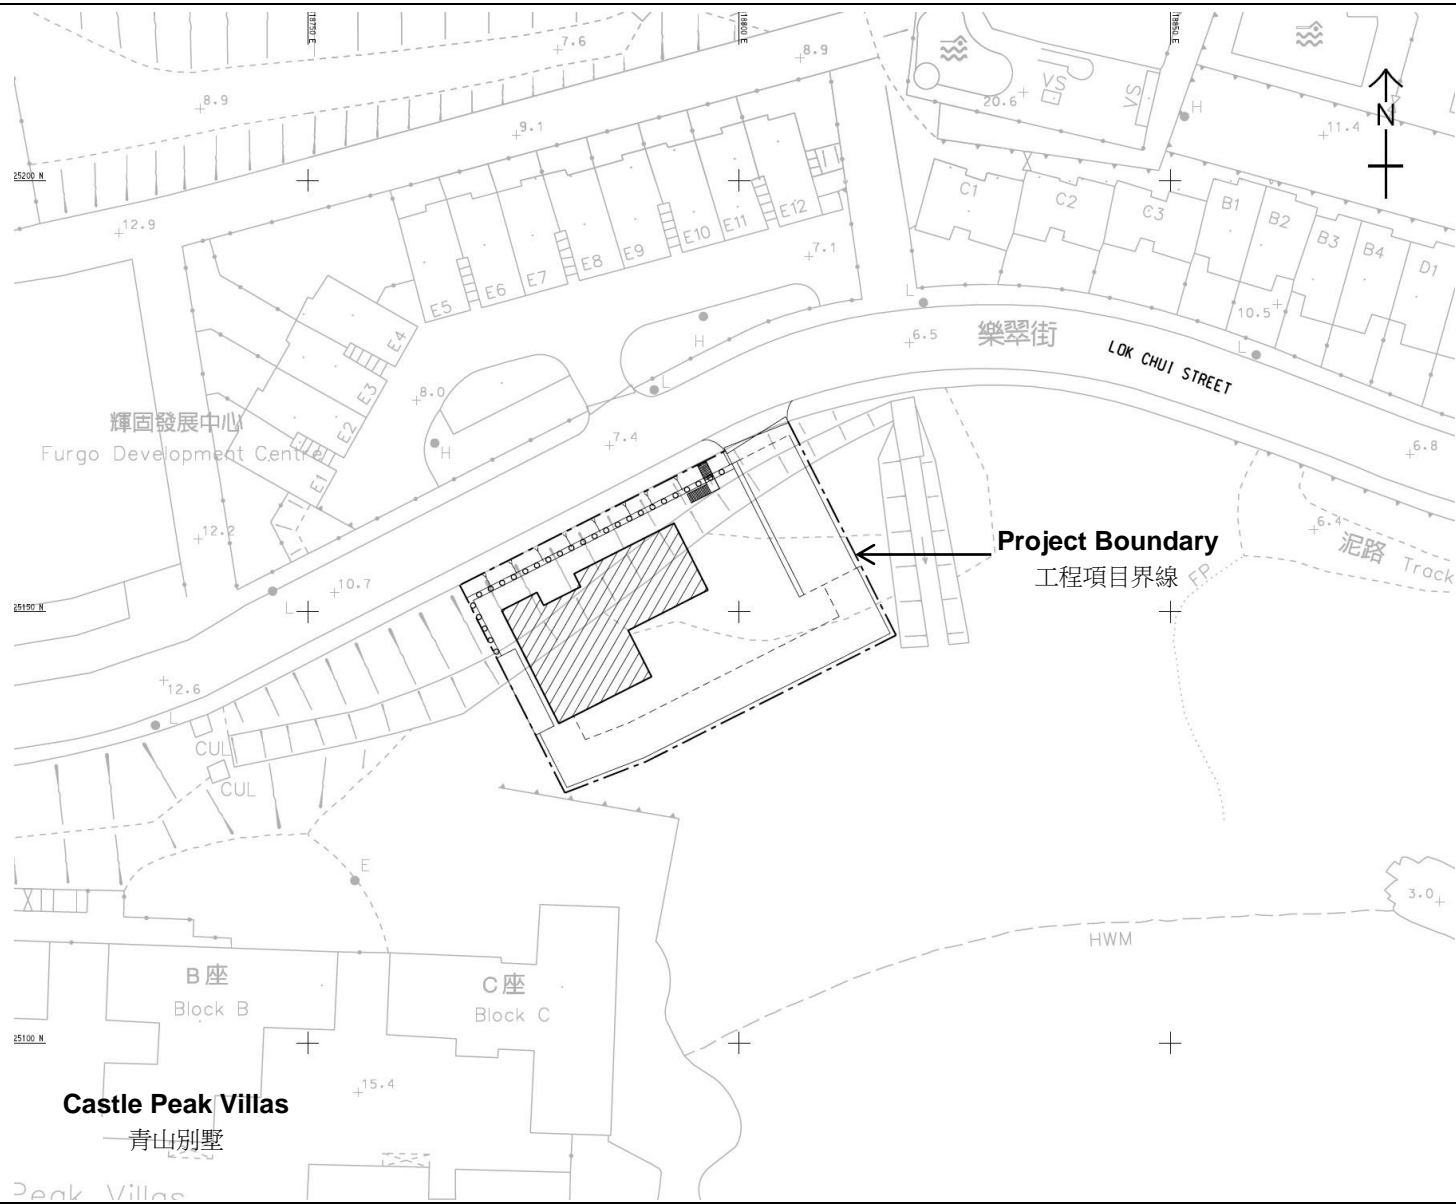 18750 E
18800 E
18850 E
7.6
8.9
8.9
20.6
VS
VS
H
11.4
N
9.1
25200 N
12.9
C1
C2
C3
B1
B2
B3
B4
D1
E5
E6
E7
E8
E9
E10
E11
E12
7.1
L
10.5
E4
E3
E2
E1
H
6.5
樂翠街
LOK CHUI STREET
L
8.0
L
輝固發展中心
Furgo Development Centre
H
7.4
6.8
12.2
6.4
泥路
Track
Project Boundary
工程項目界線
FP
10.7
L
25150 N
12.6
L
CUL
CUL
E
3.0
HWM
B座
Block B
C座
Block C
25100 N
15.4
Castle Peak Villas
青山別墅
Peak Villas